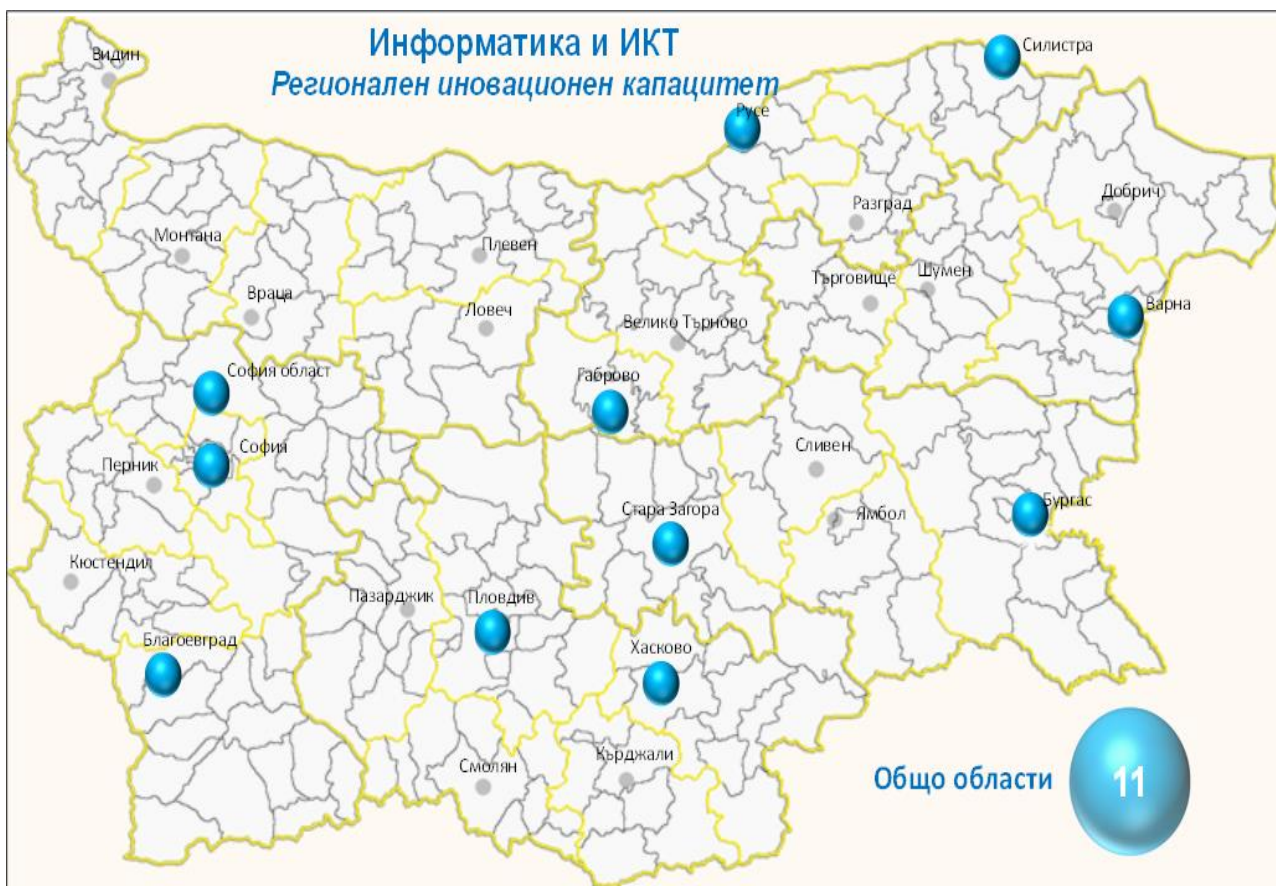 Информатика и ИКТ
Регионален иновационен капацитет
Видин
Силистра
Русе
Добрич
Разград
Монтана
Плевен
Търговище
Шумен
Враца
Ловеч
Велико Търново
Варна
София област
Габрово
София
Перник
Сливен
Стара Загора
Ямбол
Бургас
Кюстендил
Пазарджик
Пловдив
Благоевград
Хасково
Смолян
Кърджали
Общо области 11